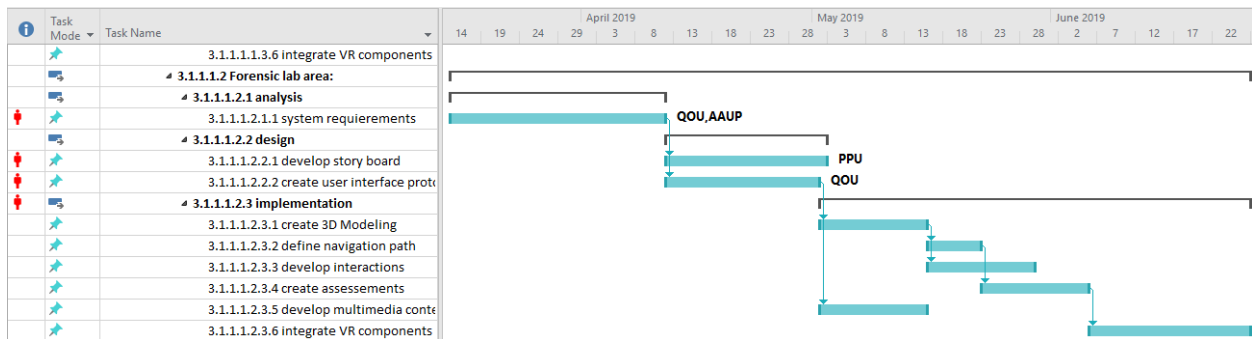 Task
Mode
Task Name
April 2019
May 2019
June 2019
14 19 24 29 3 8 13 18 23 28 3 8 13 18 23 28 2 7 12 17 22
3.1.1.1.1.3.6 integrate VR components
3.1.1.1.2 Forensic lab area:
3.1.1.1.2.1 analysis
3.1.1.1.2.1.1 system requierements
QOU,AAUP
3.1.1.1.2.2 design
3.1.1.1.2.2.1 develop story board
PPU
3.1.1.1.2.2.2 create user interface proto
QOU
3.1.1.1.2.3 implementation
3.1.1.1.2.3.1 create 3D Modeling
3.1.1.1.2.3.2 define navigation path
3.1.1.1.2.3.3 develop interactions
3.1.1.1.2.3.4 create assessements
3.1.1.1.2.3.5 develop multimedia conte
3.1.1.1.2.3.6 integrate VR components